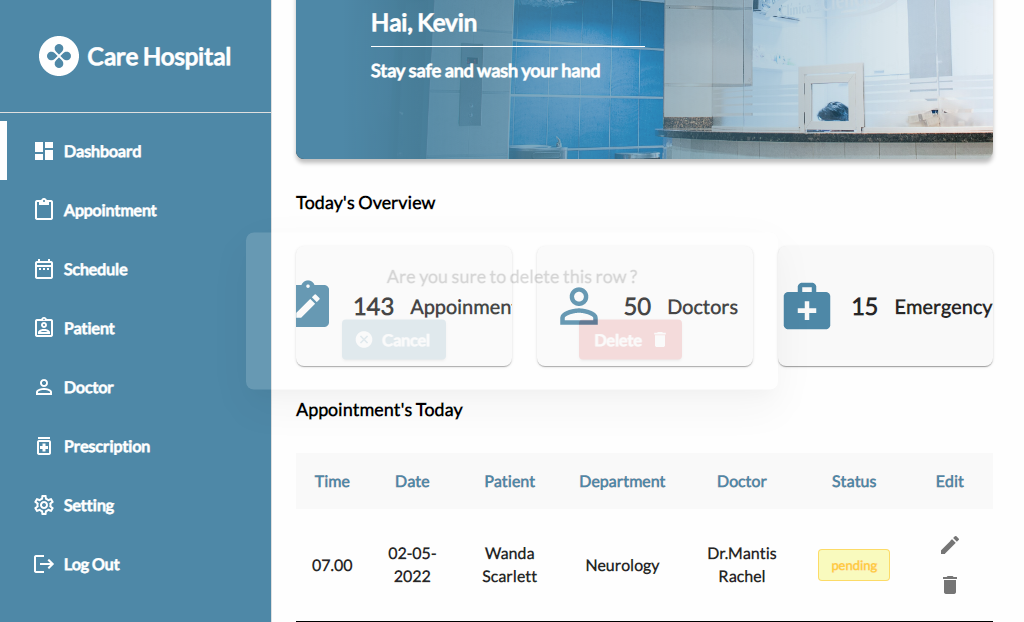 Care Hospital
Dashboard
Appointment
Schedule
Patient
Doctor
Prescription
Setting
Log Out
Hai, Kevin
Stay safe and wash your hand
Today's Overview
Are you sure to delete this row ?
143 Appoinmen
50 Doctors
15 Emergency
Cancel
Delete
Appointment's Today
Time Date Patient Department Doctor Status Edit
07.00 02-05-2022 Wanda Scarlett Neurology Dr.Mantis Rachel pending